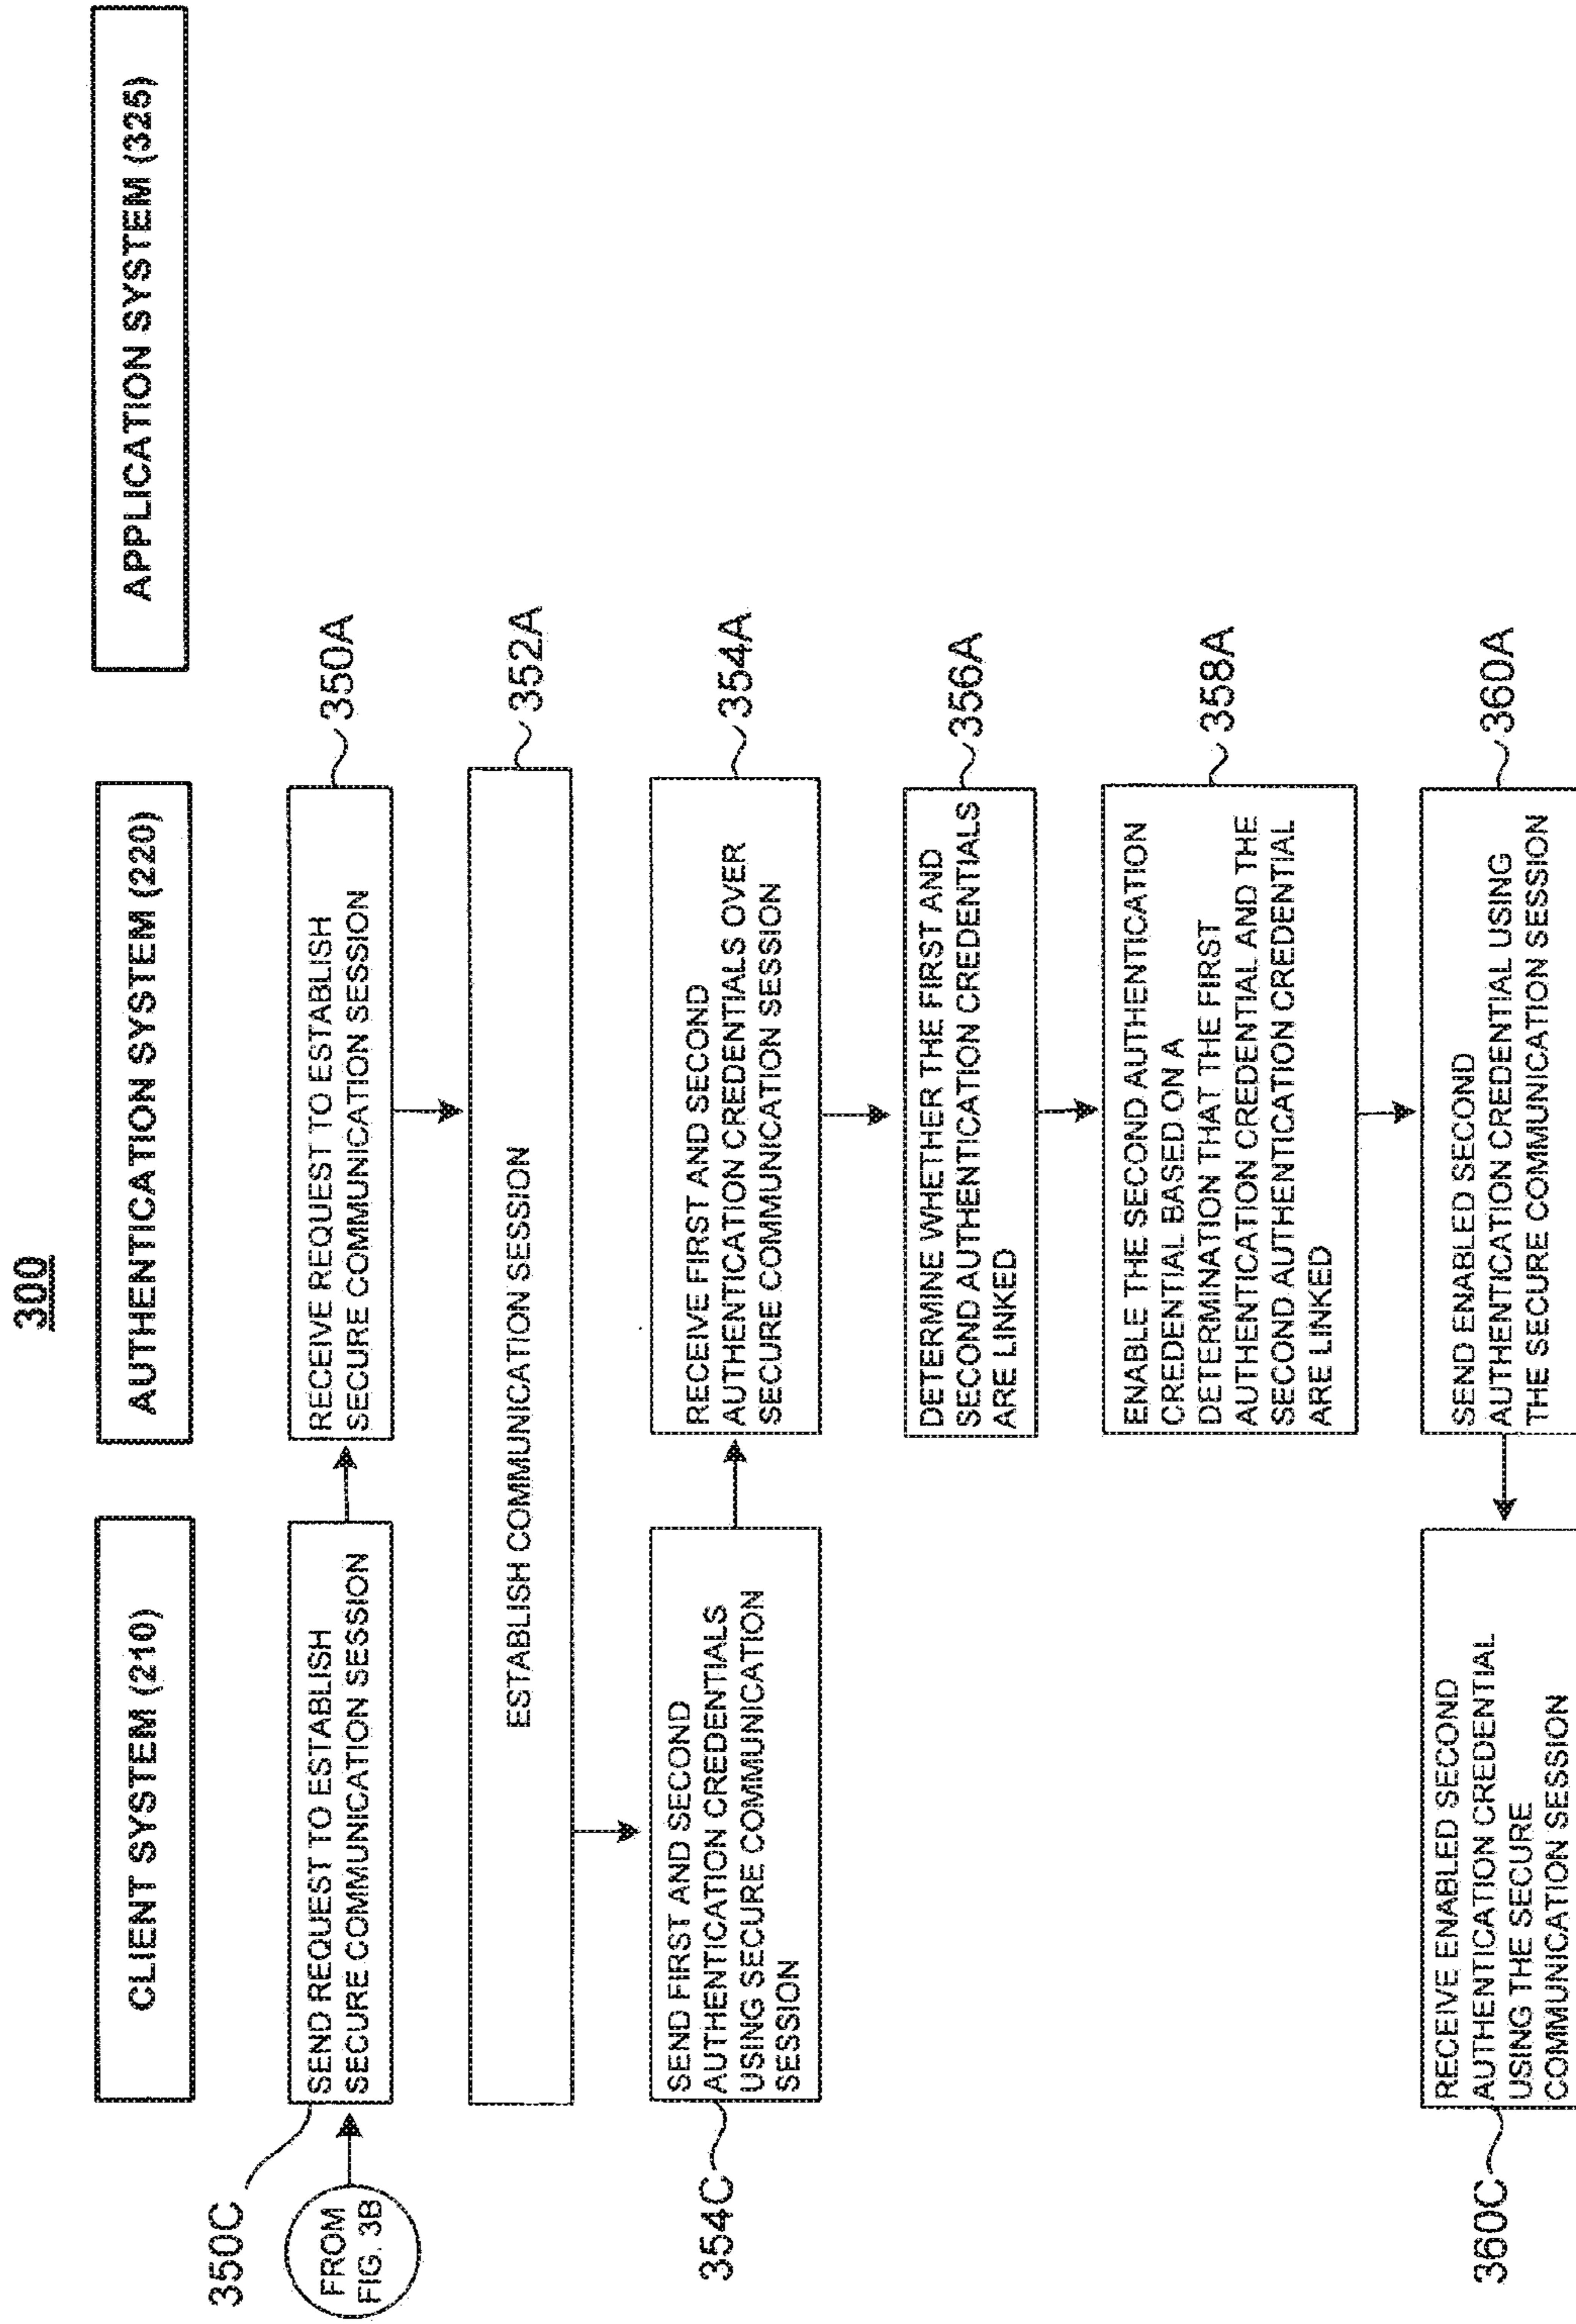 300
CLIENT SYSTEM (210)
AUTHENTICATION SYSTEM (220)
APPLICATION SYSTEM (325)
350C
FROM
FIG. 3B
SEND REQUEST TO ESTABLISH
SECURE COMMUNICATION SESSION
RECEIVE REQUEST TO ESTABLISH
SECURE COMMUNICATION SESSION
350A
ESTABLISH COMMUNICATION SESSION
352A
354C
SEND FIRST AND SECOND
AUTHENTICATION CREDENTIALS
USING SECURE COMMUNICATION
SESSION
RECEIVE FIRST AND SECOND
AUTHENTICATION CREDENTIALS OVER
SECURE COMMUNICATION SESSION
354A
DETERMINE WHETHER THE FIRST AND
SECOND AUTHENTICATION CREDENTIALS
ARE LINKED
356A
ENABLE THE SECOND AUTHENTICATION
CREDENTIAL BASED ON A
DETERMINATION THAT THE FIRST
AUTHENTICATION CREDENTIAL AND THE
SECOND AUTHENTICATION CREDENTIAL
ARE LINKED
358A
SEND ENABLED SECOND
AUTHENTICATION CREDENTIAL USING
THE SECURE COMMUNICATION SESSION
360A
360C
RECEIVE ENABLED SECOND
AUTHENTICATION CREDENTIAL
USING THE SECURE
COMMUNICATION SESSION